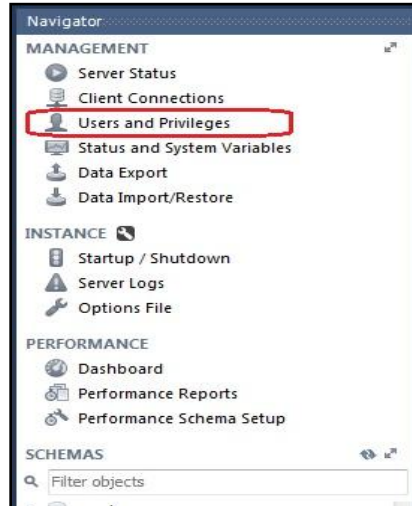 Navigator
MANAGEMENT
Server Status
Client Connections
Users and Privileges
Status and System Variables
Data Export
Data Import/Restore
INSTANCE
Startup / Shutdown
Server Logs
Options File
PERFORMANCE
Dashboard
Performance Reports
Performance Schema Setup
SCHEMAS
Filter objects